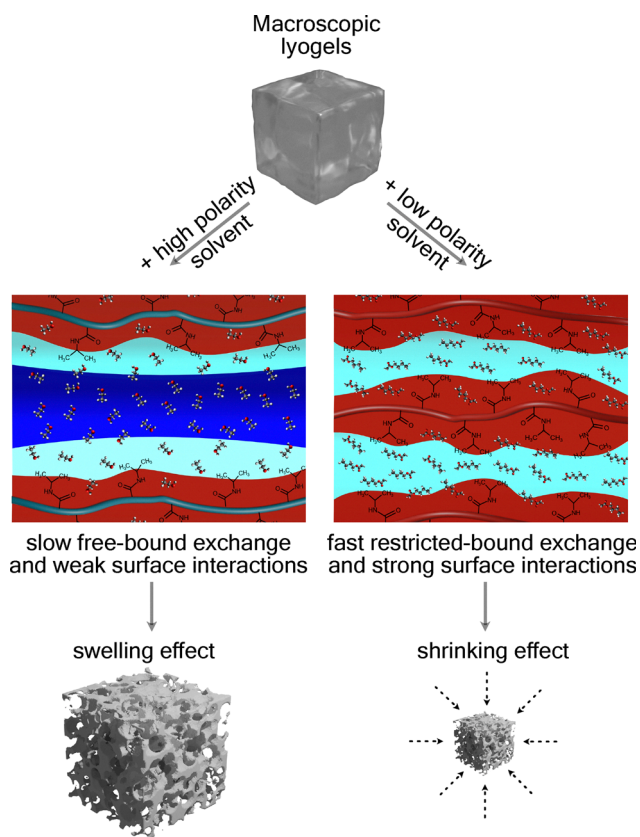 Macroscopic
lyogels
+ high polarity
solvent
+ low polarity
solvent
slow free-bound exchange
and weak surface interactions
fast restricted-bound exchange
and strong surface interactions
swelling effect
shrinking effect